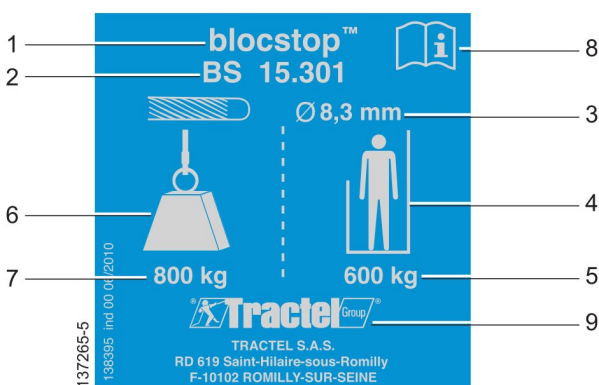 1
blocstop™
8
2
BS 15.301
Ø 8,3 mm
3
4
6
7
800 kg
600 kg
5
®Tractel Group®
9
TRACTEL S.A.S.
RD 619 Saint-Hilaire-sous-Romilly
F-10102 ROMILLY-SUR-SEINE
138395 ind 00 06/2010
137265-5